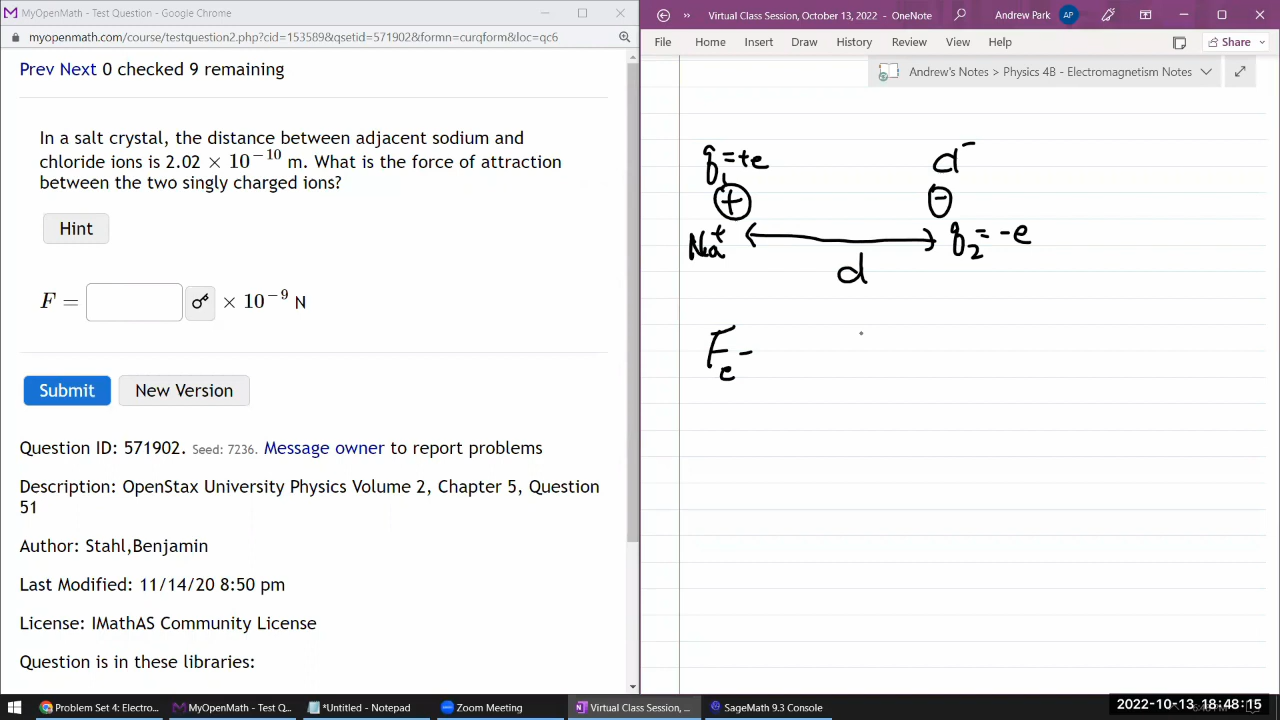 MyOpenMath - Test Question - Google Chrome
myopenmath.com/course/testquestion2.php?cid=153589&qsetid=571902&formn=curqform&loc=qc6
Prev Next 0 checked 9 remaining
In a salt crystal, the distance between adjacent sodium and
chloride ions is 2.02 × 10⁻¹⁰ m. What is the force of attraction
between the two singly charged ions?
Hint
F = × 10⁻⁹ N
Submit New Version
Question ID: 571902. Seed: 7236. Message owner to report problems
Description: OpenStax University Physics Volume 2, Chapter 5, Question
51
Author: Stahl,Benjamin
Last Modified: 11/14/20 8:50 pm
License: IMathAS Community License
Question is in these libraries:
Virtual Class Session, October 13, 2022 - OneNote
Andrew Park AP
File Home Insert Draw History Review View Help Share
Andrew's Notes > Physics 4B - Electromagnetism Notes
q₁=+e
Cl⁻
+ -
Na⁺
q₂=-e
d
Fₑ -
Problem Set 4: Electro...
MyOpenMath - Test Q...
*Untitled - Notepad
Zoom Meeting
Virtual Class Session, ...
SageMath 9.3 Console
2022-10-13 18:48:15